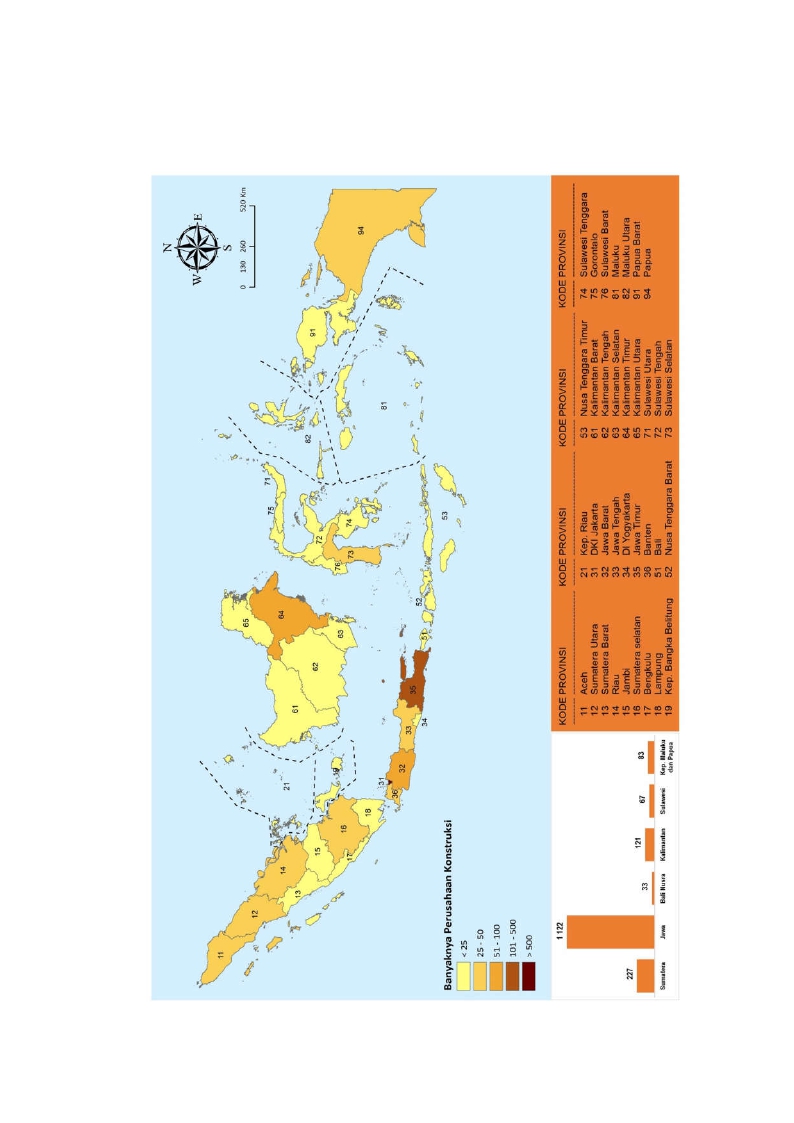 N
W
E
S
0 130 260 520 Km
11
12
13
14
15
16
17
18
19
21
31
32
33
34
35
36
51
52
53
61
62
63
64
65
71
72
73
74
75
76
81
82
91
94
Banyaknya Perusahaan Konstruksi
< 25
25 - 50
51 - 100
101 - 500
> 500
227
1 122
33
121
67
83
Sumatera
Jawa
Bali Nusra
Kalimantan
Sulawesi
Kep. Maluku
dan Papua
KODE PROVINSI
11 Aceh
12 Sumatera Utara
13 Sumatera Barat
14 Riau
15 Jambi
16 Sumatera selatan
17 Bengkulu
18 Lampung
19 Kep. Bangka Belitung
KODE PROVINSI
21 Kep. Riau
31 DKI Jakarta
32 Jawa Barat
33 Jawa Tengah
34 DI Yogyakarta
35 Jawa Timur
36 Banten
51 Bali
52 Nusa Tenggara Barat
KODE PROVINSI
53 Nusa Tenggara Timur
61 Kalimantan Barat
62 Kalimantan Tengah
63 Kalimantan Selatan
64 Kalimantan Timur
65 Kalimantan Utara
71 Sulawesi Utara
72 Sulawesi Tengah
73 Sulawesi Selatan
KODE PROVINSI
74 Sulawesi Tenggara
75 Gorontalo
76 Sulawesi Barat
81 Maluku
82 Maluku Utara
91 Papua Barat
94 Papua